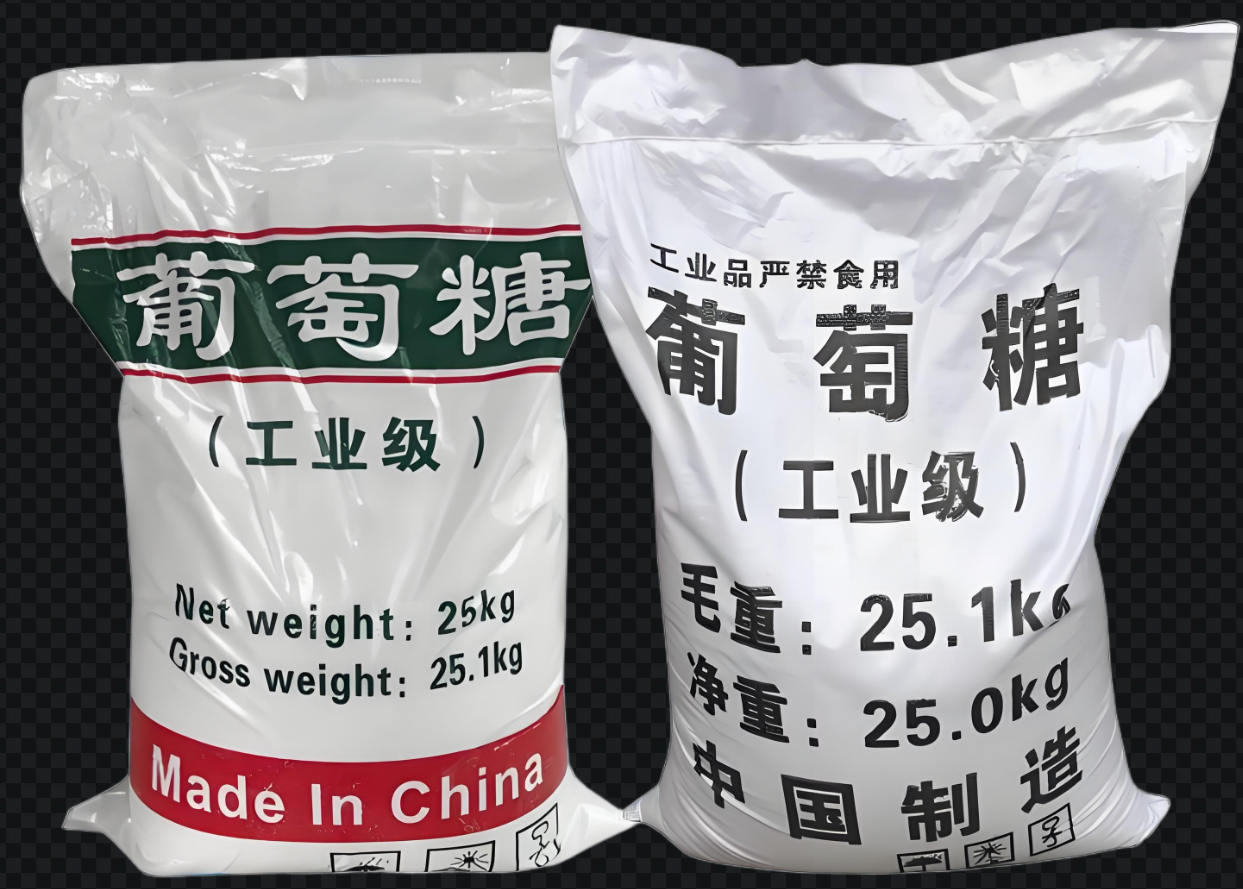 葡萄糖
（工业级）
Net weight: 25kg
Gross weight: 25.1kg
Made In China
工业品严禁食用
葡萄糖
（工业级）
毛重：25.1kg
净重：25.0kg
中国制造